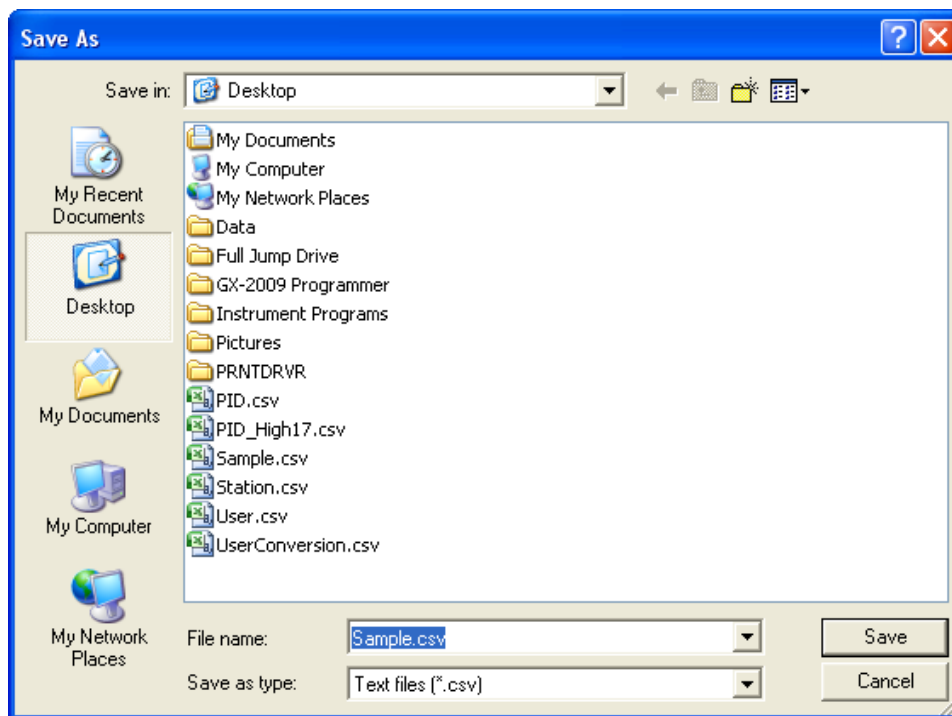 Save As
Save in:
Desktop
My Recent
Documents
Desktop
My Documents
My Computer
My Network
Places
My Documents
My Computer
My Network Places
Data
Full Jump Drive
GX-2009 Programmer
Instrument Programs
Pictures
PRNTDRVR
PID.csv
PID_High17.csv
Sample.csv
Station.csv
User.csv
UserConversion.csv
File name:
Sample.csv
Save
Save as type:
Text files (*.csv)
Cancel